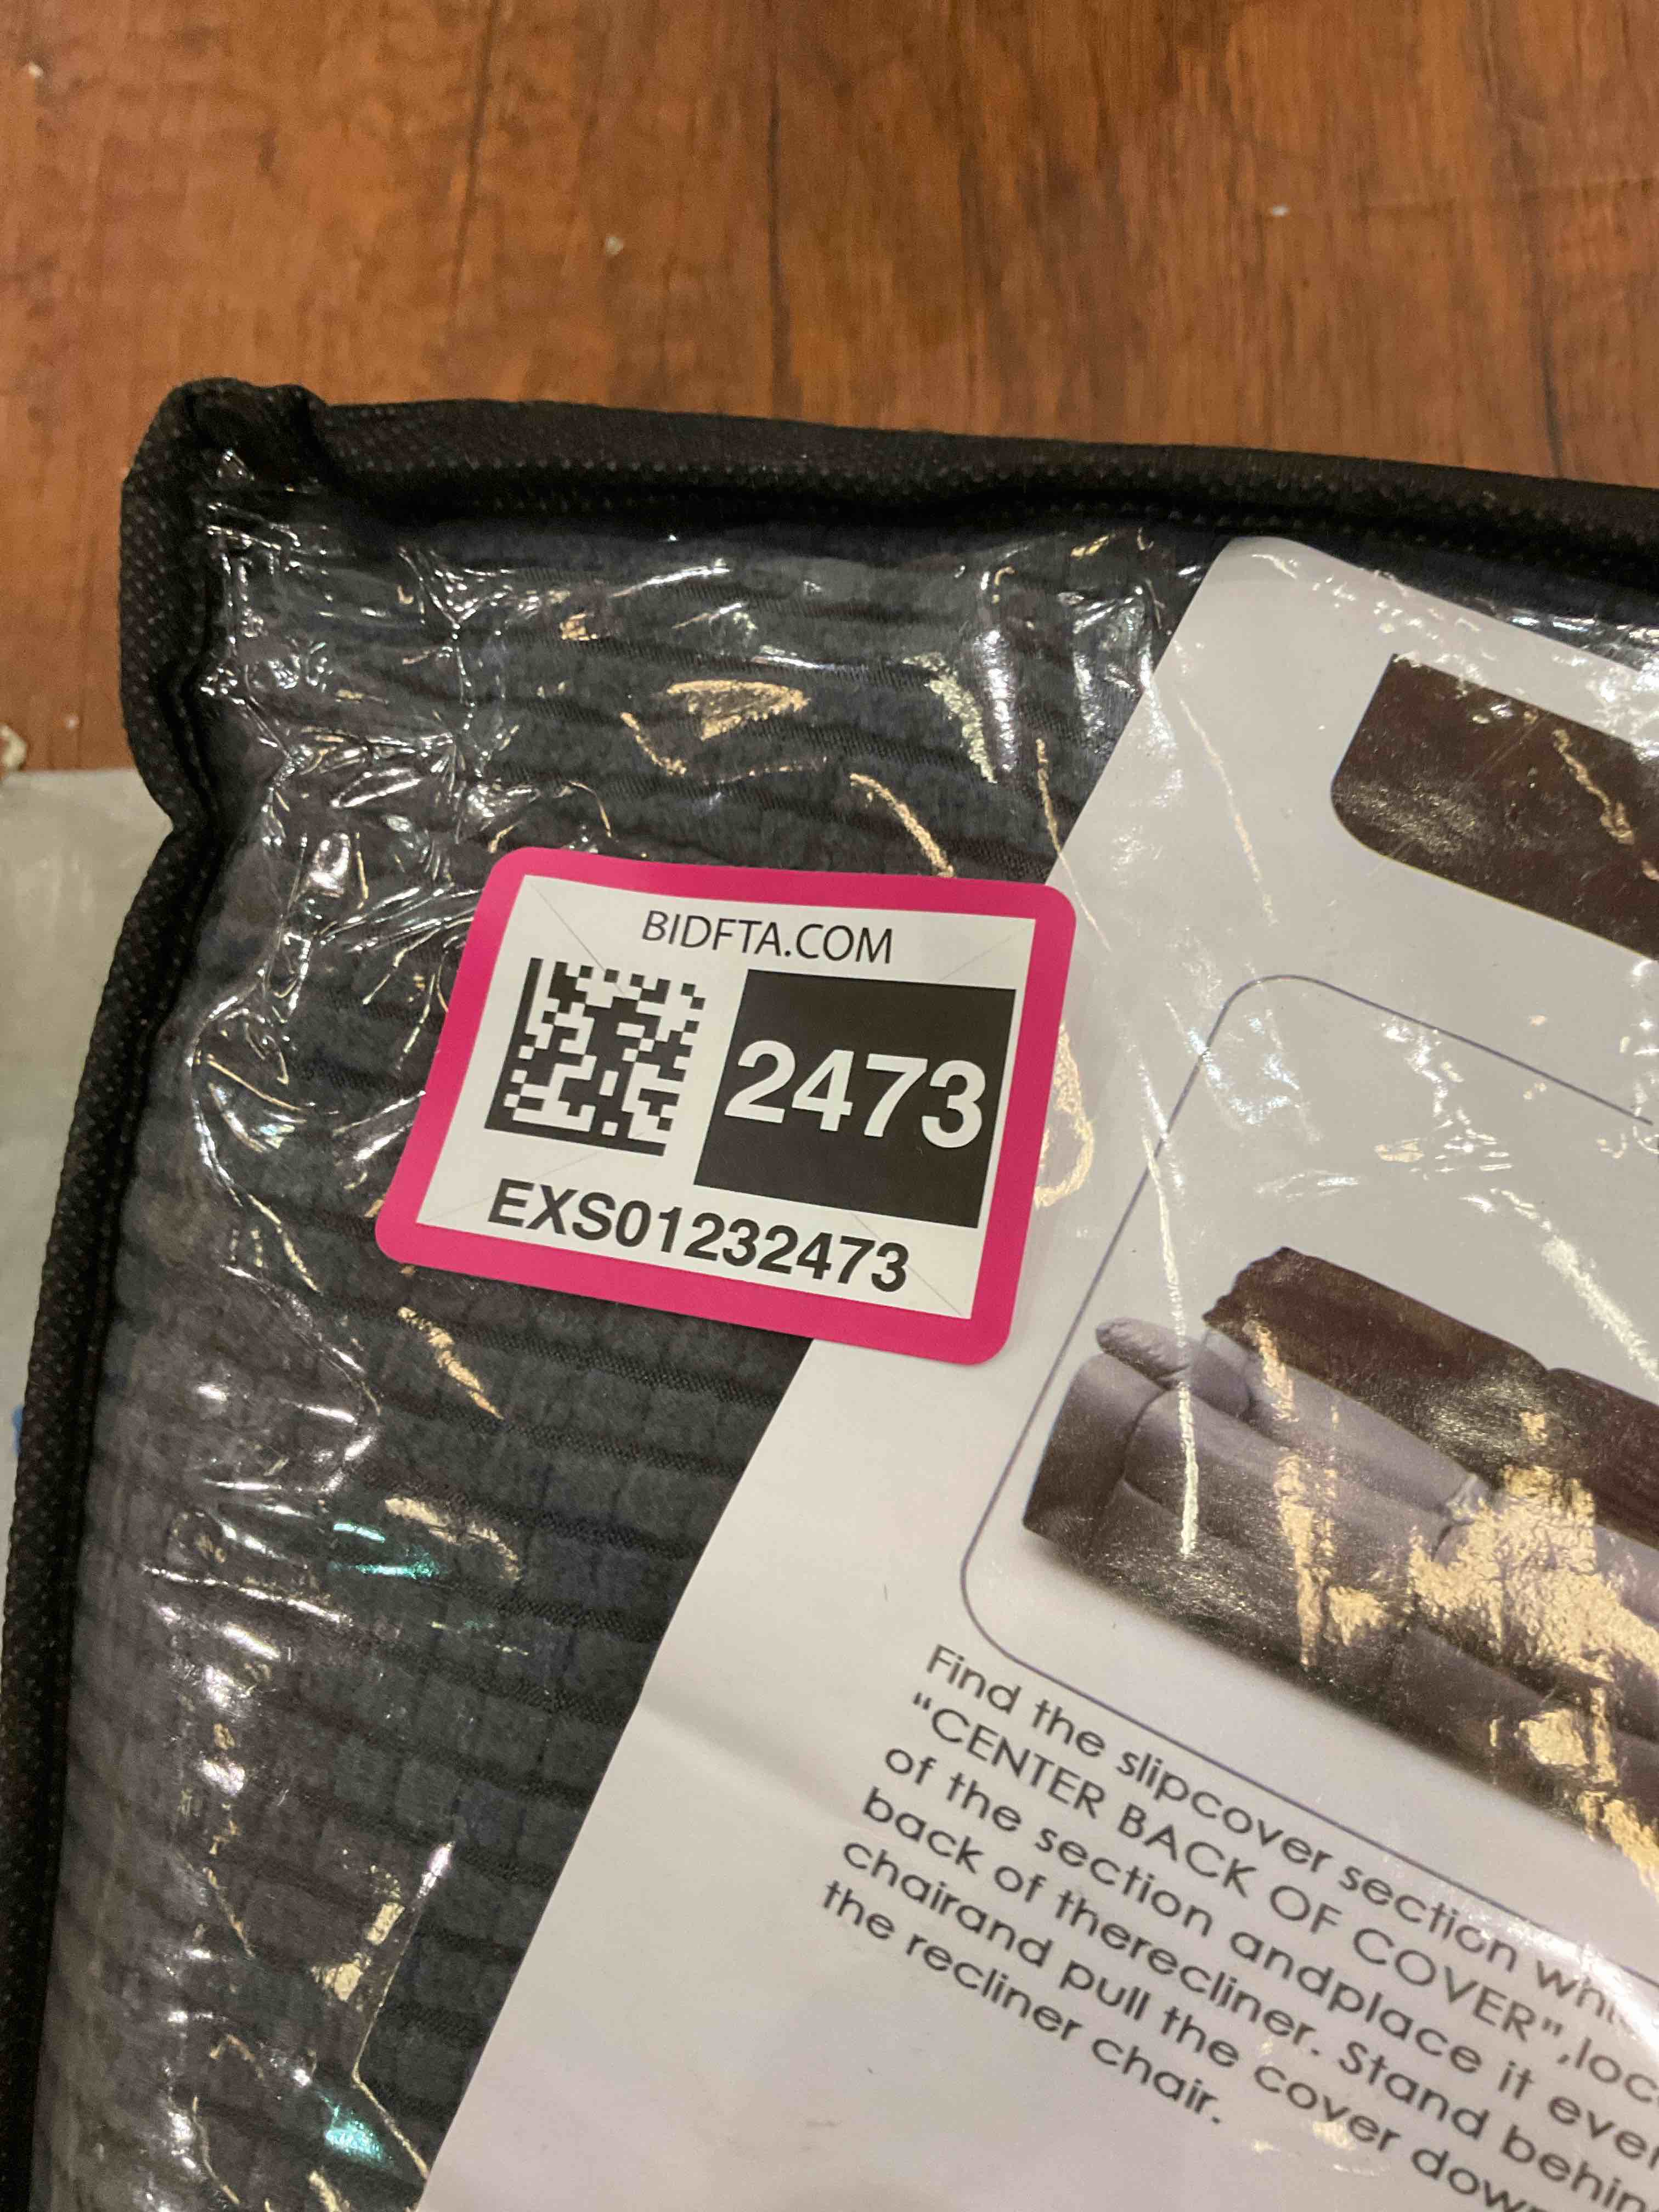 BIDFTA.COM
2473
EXS01232473
Find the slipcover section
"CENTER BACK OF COVER",
of the section andplace it
back of therecliner. Stand
chairand pull the cover
the recliner chair.